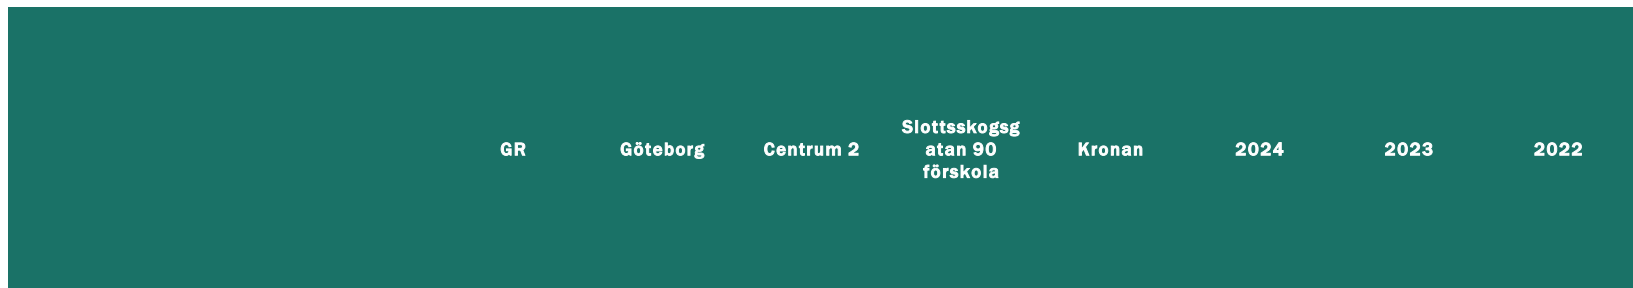 GR
Göteborg
Centrum 2
Slottsskogsg
atan 90
förskola
Kronan
2024
2023
2022